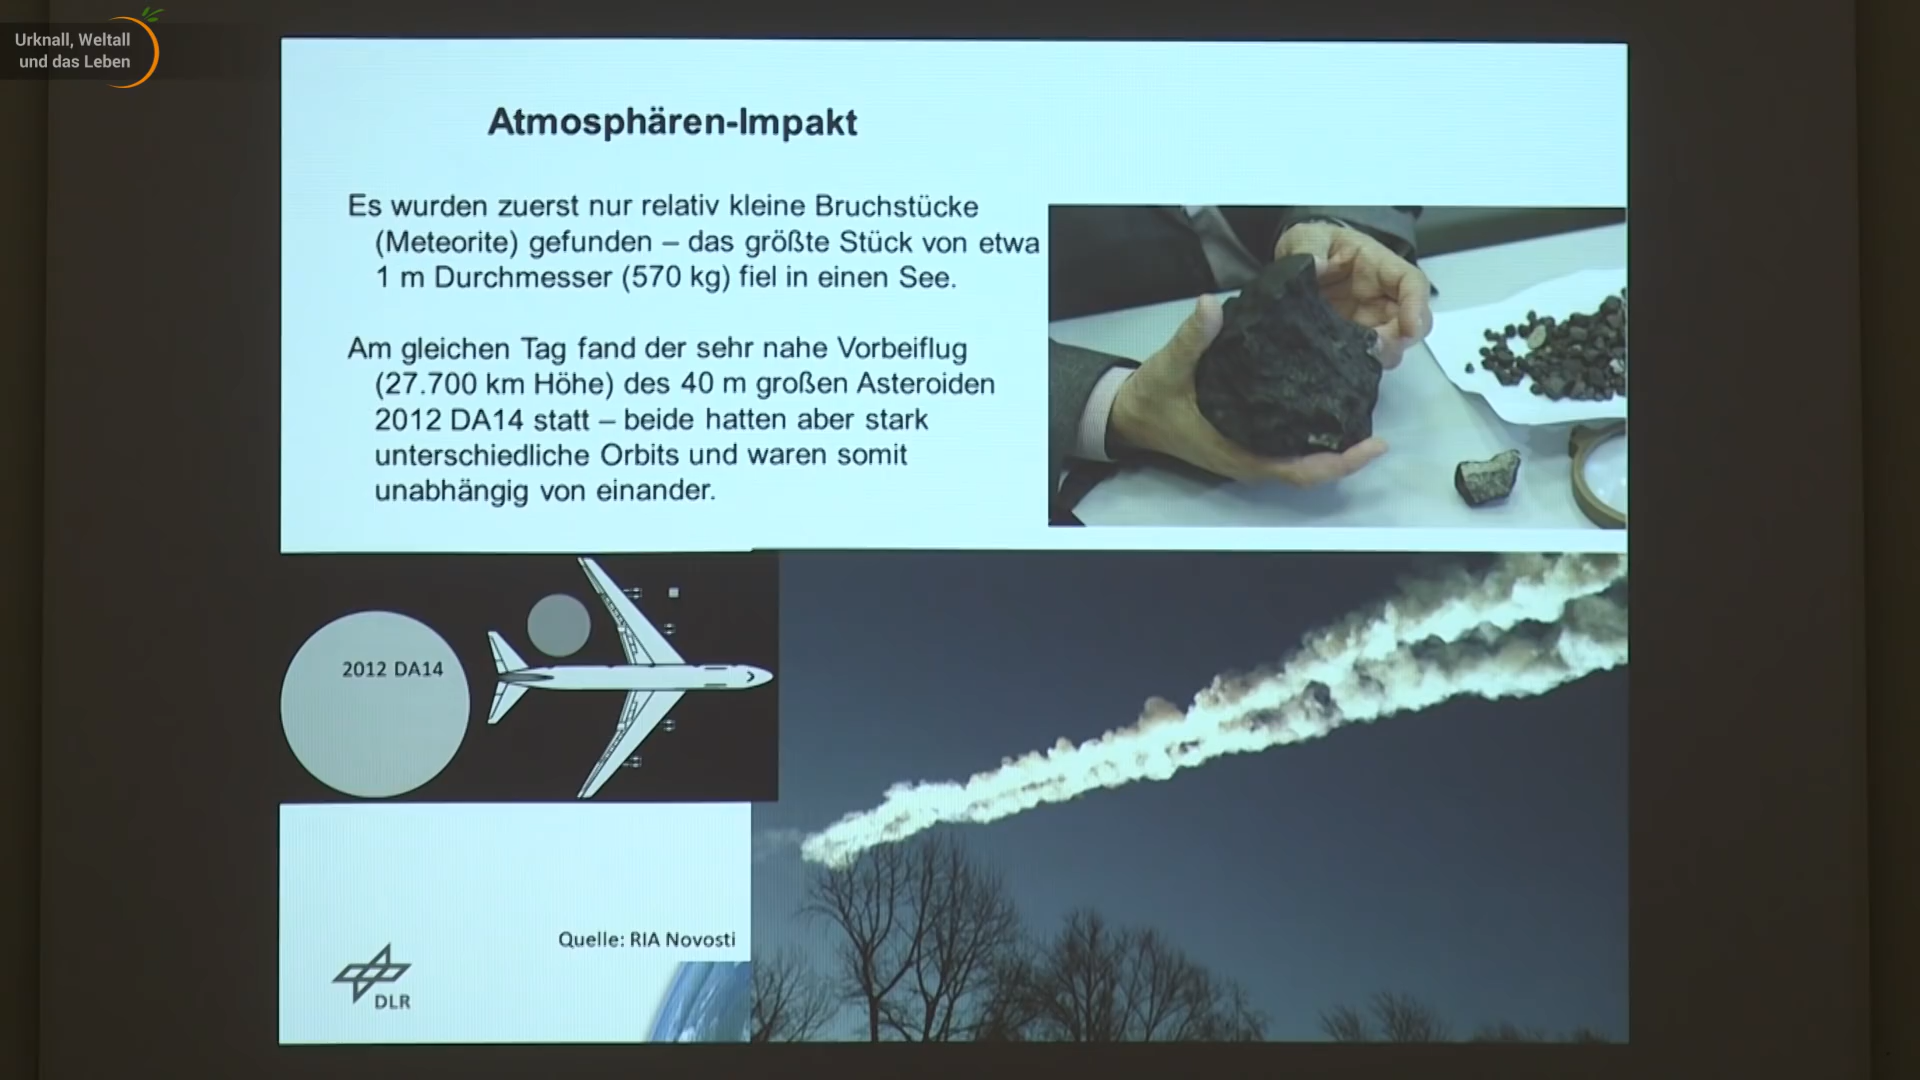 Urknall, Weltall
und das Leben
Atmosphären-Impakt
Es wurden zuerst nur relativ kleine Bruchstücke
(Meteorite) gefunden – das größte Stück von etwa
1 m Durchmesser (570 kg) fiel in einen See.
Am gleichen Tag fand der sehr nahe Vorbeiflug
(27.700 km Höhe) des 40 m großen Asteroiden
2012 DA14 statt – beide hatten aber stark
unterschiedliche Orbits und waren somit
unabhängig von einander.
2012 DA14
Quelle: RIA Novosti
DLR